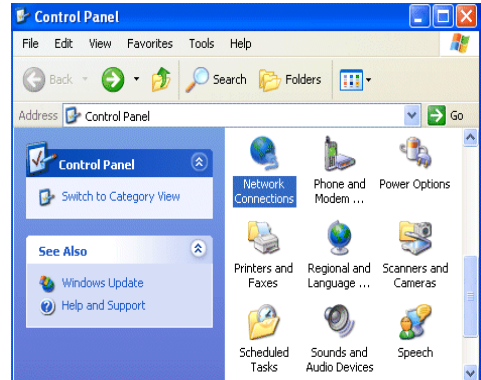 Control Panel
File Edit View Favorites Tools Help
Back Search Folders
Address Control Panel Go
Control Panel
Switch to Category View
See Also
Windows Update
Help and Support
Network Connections
Phone and Modem ...
Power Options
Printers and Faxes
Regional and Language ...
Scanners and Cameras
Scheduled Tasks
Sounds and Audio Devices
Speech